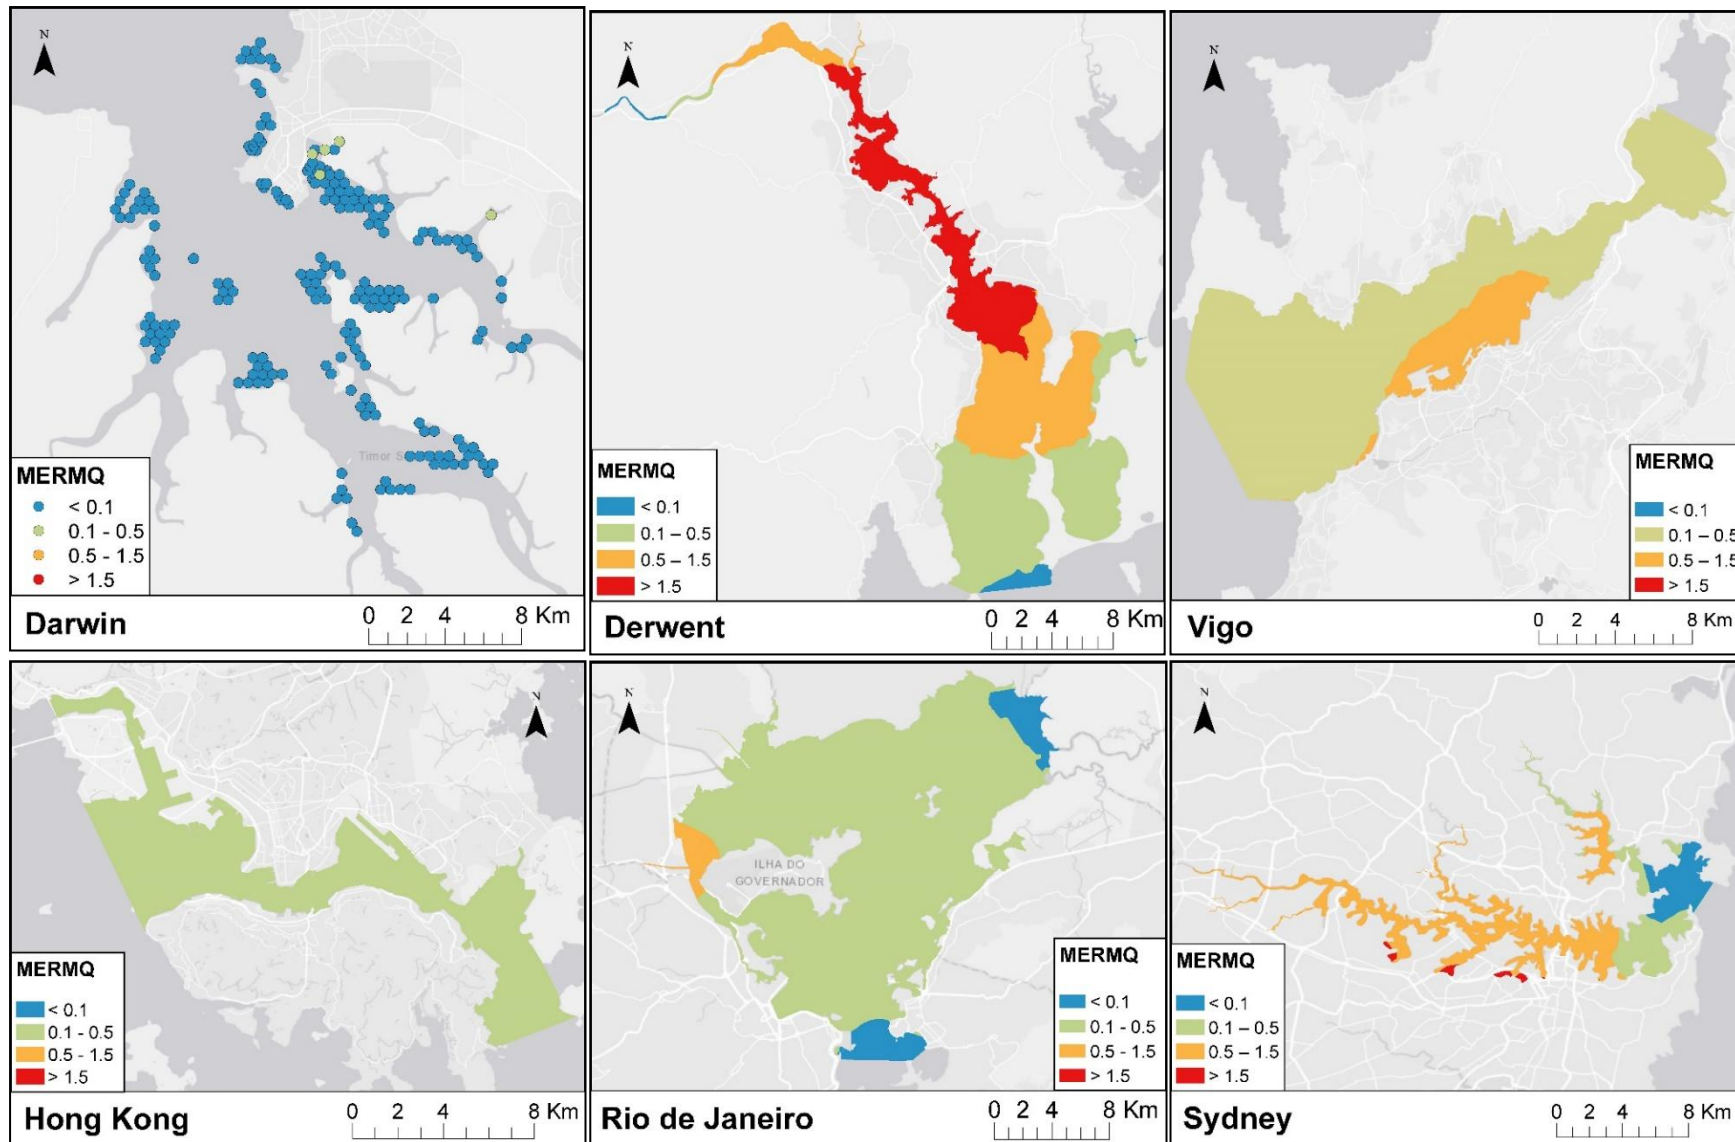 N
Timor S
MERMQ
< 0.1
0.1 - 0.5
0.5 - 1.5
> 1.5
Darwin
0 2 4 8 Km
N
MERMQ
< 0.1
0.1 – 0.5
0.5 – 1.5
> 1.5
Derwent
0 2 4 8 Km
N
MERMQ
< 0.1
0.1 – 0.5
0.5 – 1.5
> 1.5
Vigo
0 2 4 8 Km
N
MERMQ
< 0.1
0.1 - 0.5
0.5 - 1.5
> 1.5
Hong Kong
0 2 4 8 Km
N
ILHA DO
GOVERNADOR
MERMQ
< 0.1
0.1 - 0.5
0.5 - 1.5
> 1.5
Rio de Janeiro
0 2 4 8 Km
N
MERMQ
< 0.1
0.1 – 0.5
0.5 – 1.5
> 1.5
Sydney
0 2 4 8 Km